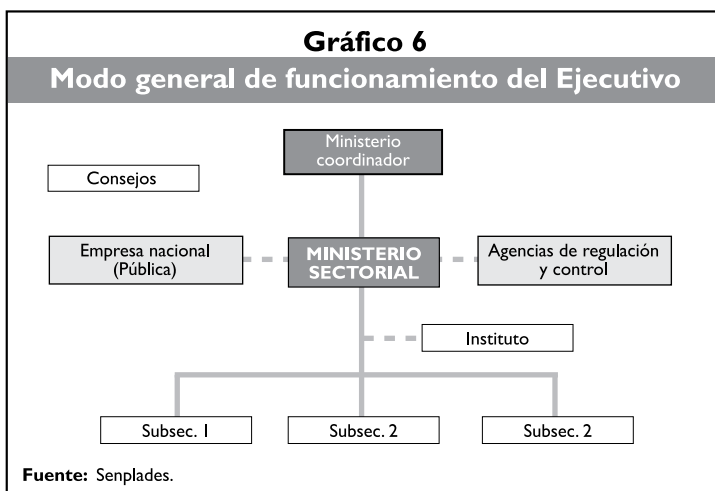 Gráfico 6
Modo general de funcionamiento del Ejecutivo
Ministerio
coordinador
Consejos
Empresa nacional
(Pública)
MINISTERIO
SECTORIAL
Agencias de regulación
y control
Instituto
Subsec. 1
Subsec. 2
Subsec. 2
Fuente: Senplades.